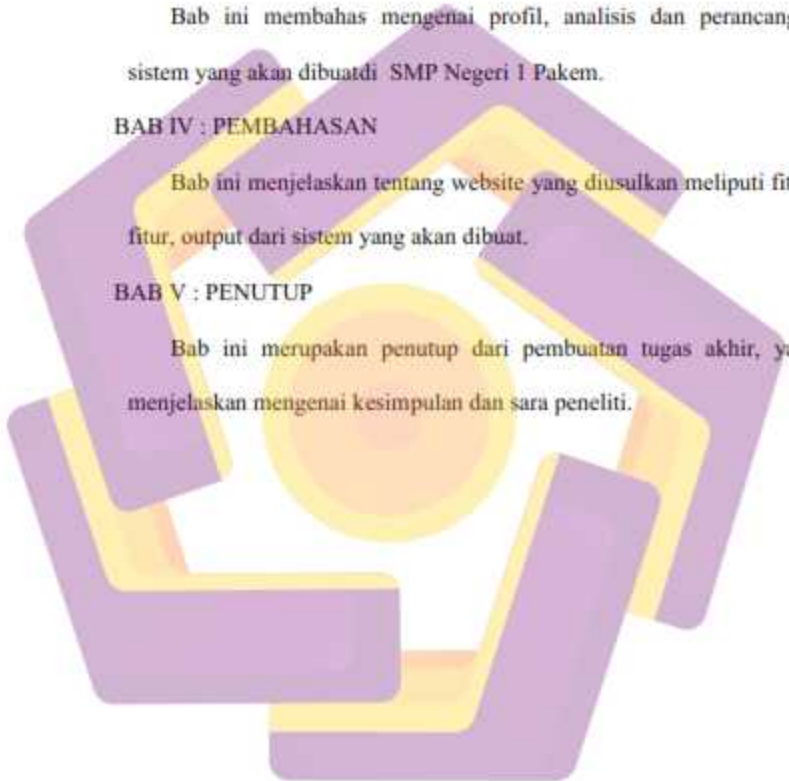 Bab ini membahas mengenai profil, analisis dan perancang
sistem yang akan dibuatdi SMP Negeri 1 Pakem.
BAB IV : PEMBAHASAN
Bab ini menjelaskan tentang website yang diusulkan meliputi fit
fitur, output dari sistem yang akan dibuat.
BAB V : PENUTUP
Bab ini merupakan penutup dari pembuatan tugas akhir, ya
menjelaskan mengenai kesimpulan dan sara peneliti.